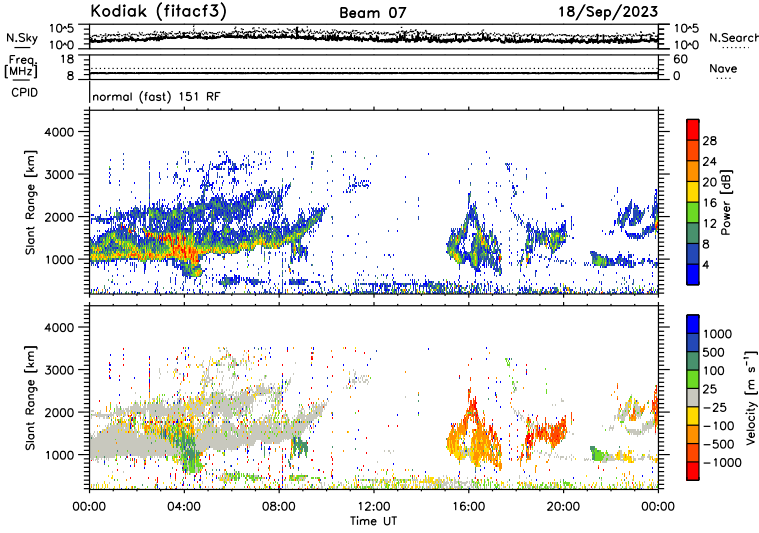 Kodiak (fitacf3) Beam 07 18/Sep/2023
N.Sky 10^5 10^0 10^5 10^0 N.Search
Freq. [MHz] 18 8 60 0 Nave
CPID normal (fast) 151 RF
Slant Range [km] 4000 3000 2000 1000
28 24 20 16 12 8 4 Power [dB]
Slant Range [km] 4000 3000 2000 1000
1000 500 100 25 -25 -100 -500 -1000 Velocity [m s^-1]
00:00 04:00 08:00 12:00 16:00 20:00 00:00
Time UT